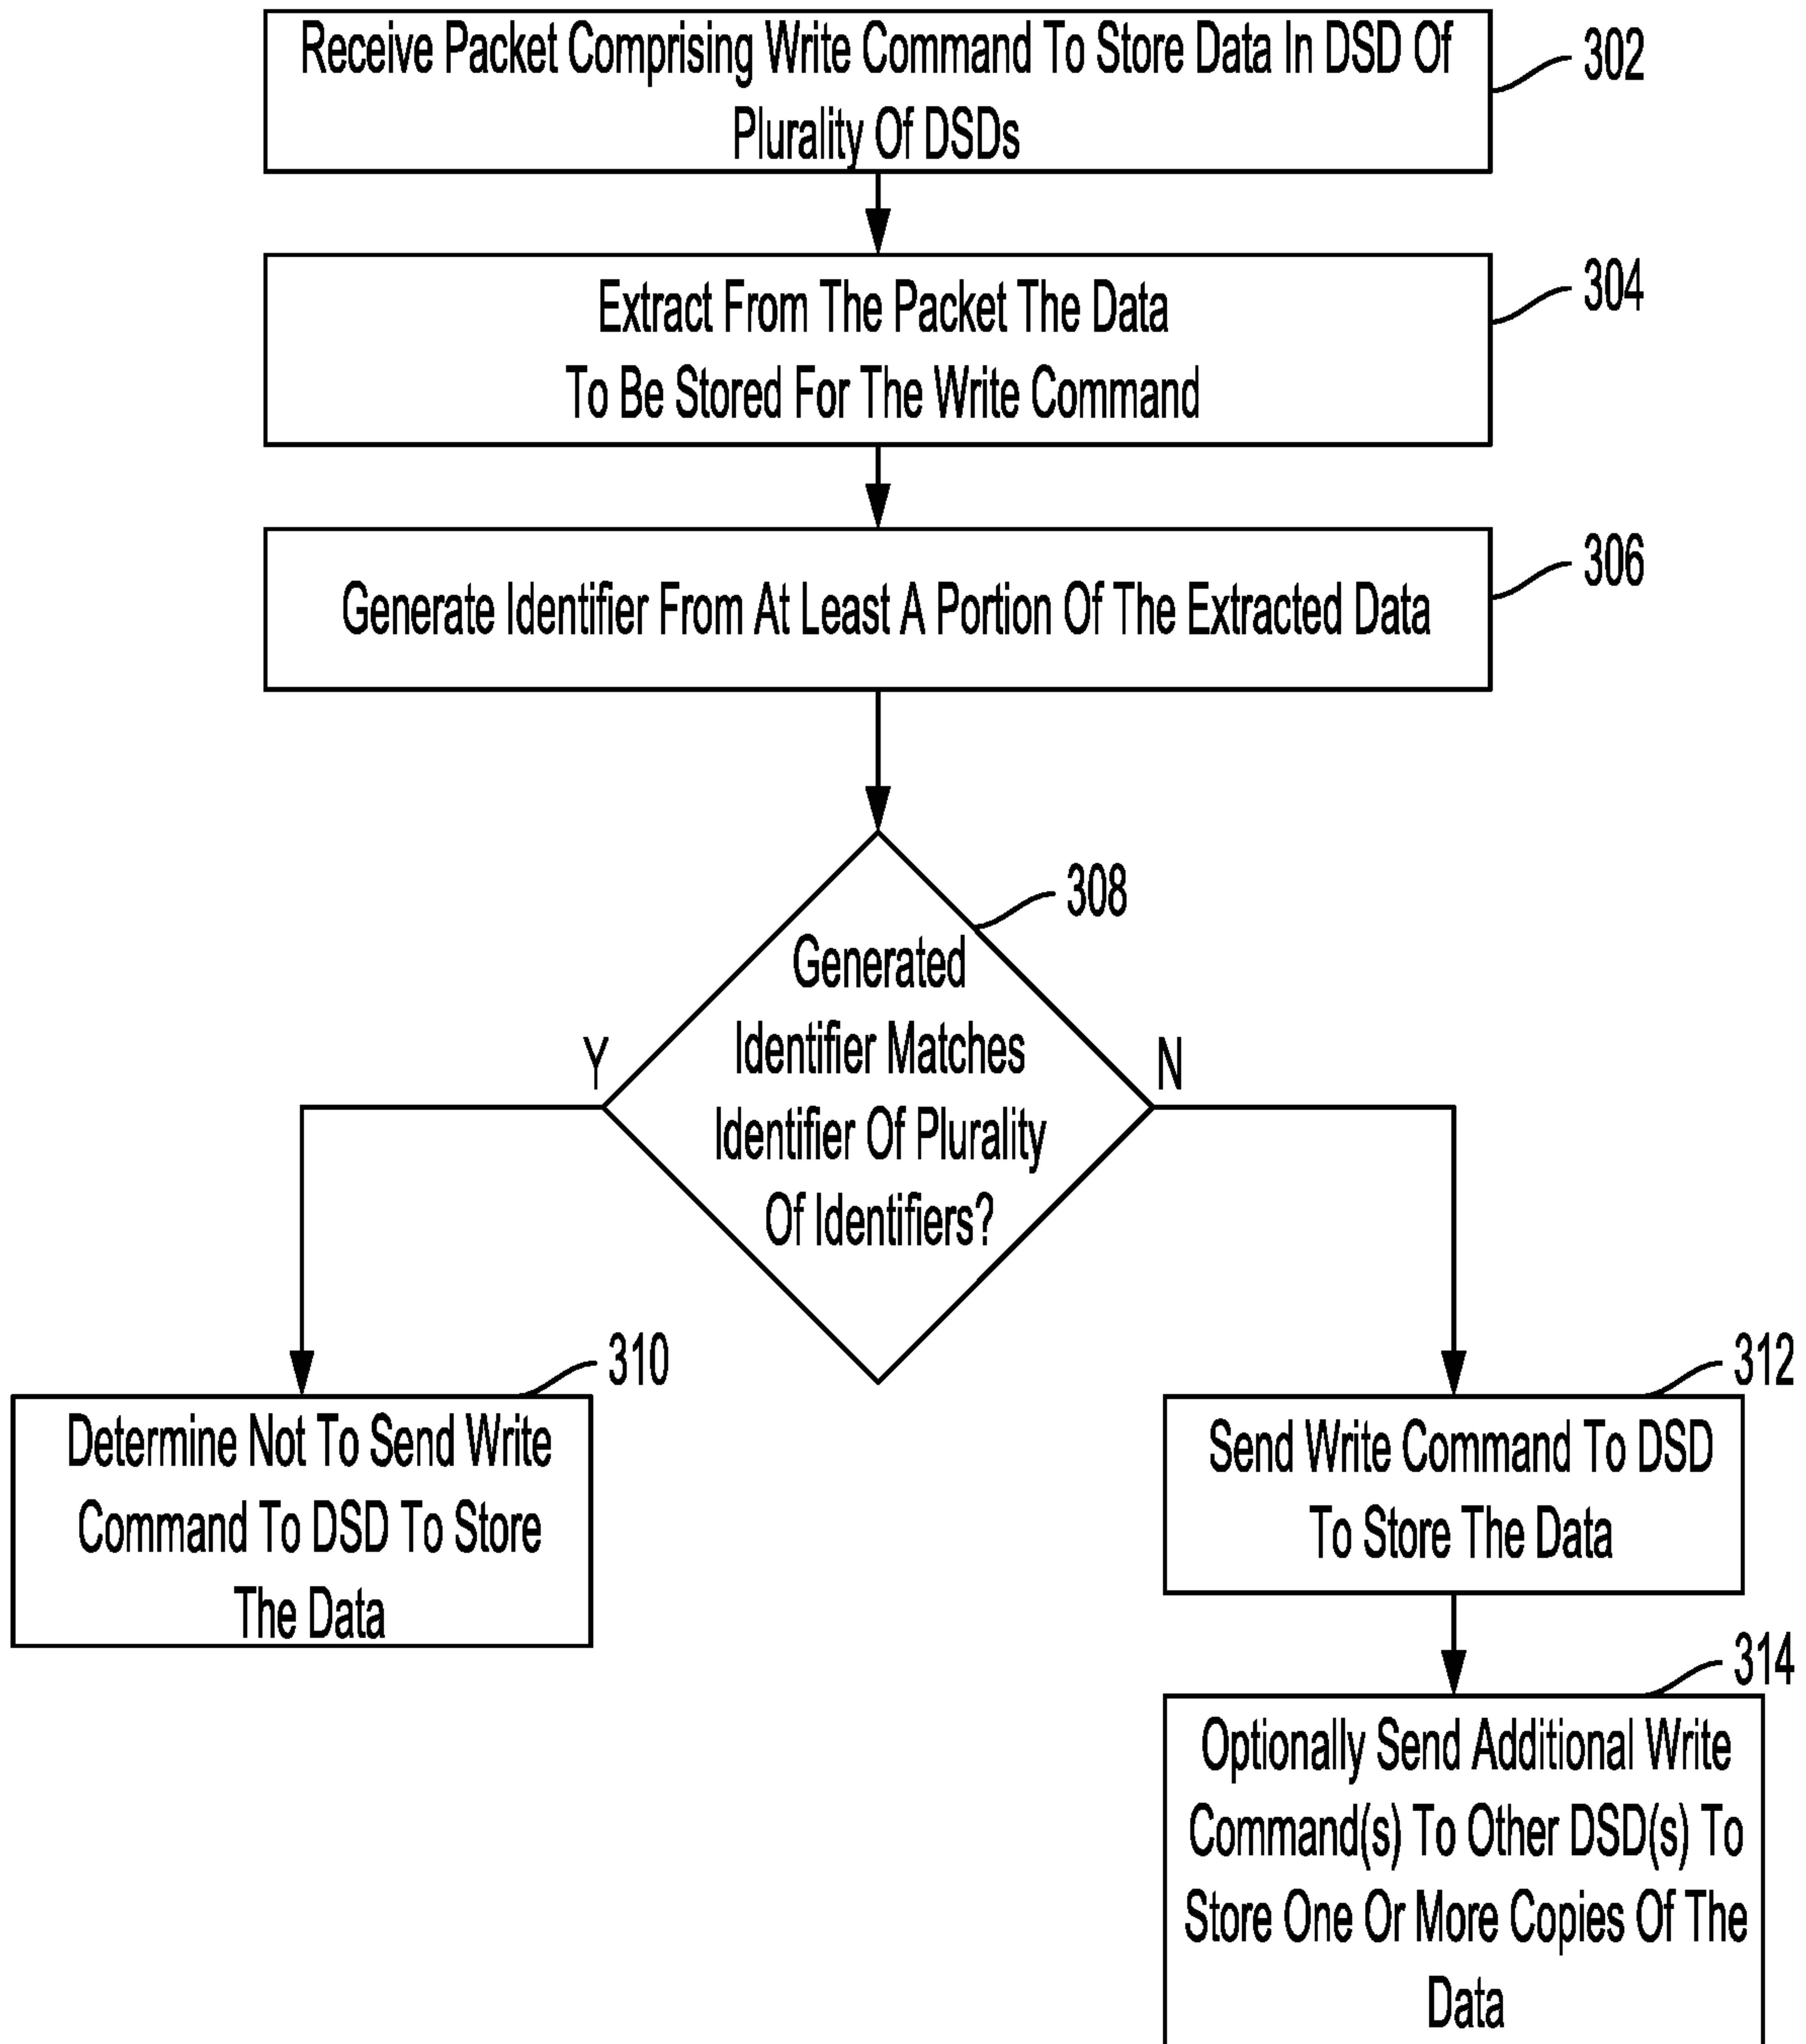 Receive Packet Comprising Write Command To Store Data In DSD Of
Plurality Of DSDs
302
Extract From The Packet The Data
To Be Stored For The Write Command
304
Generate Identifier From At Least A Portion Of The Extracted Data
306
308
Generated
Identifier Matches
Identifier Of Plurality
Of Identifiers?
Y
N
310
Determine Not To Send Write
Command To DSD To Store
The Data
312
Send Write Command To DSD
To Store The Data
314
Optionally Send Additional Write
Command(s) To Other DSD(s) To
Store One Or More Copies Of The
Data